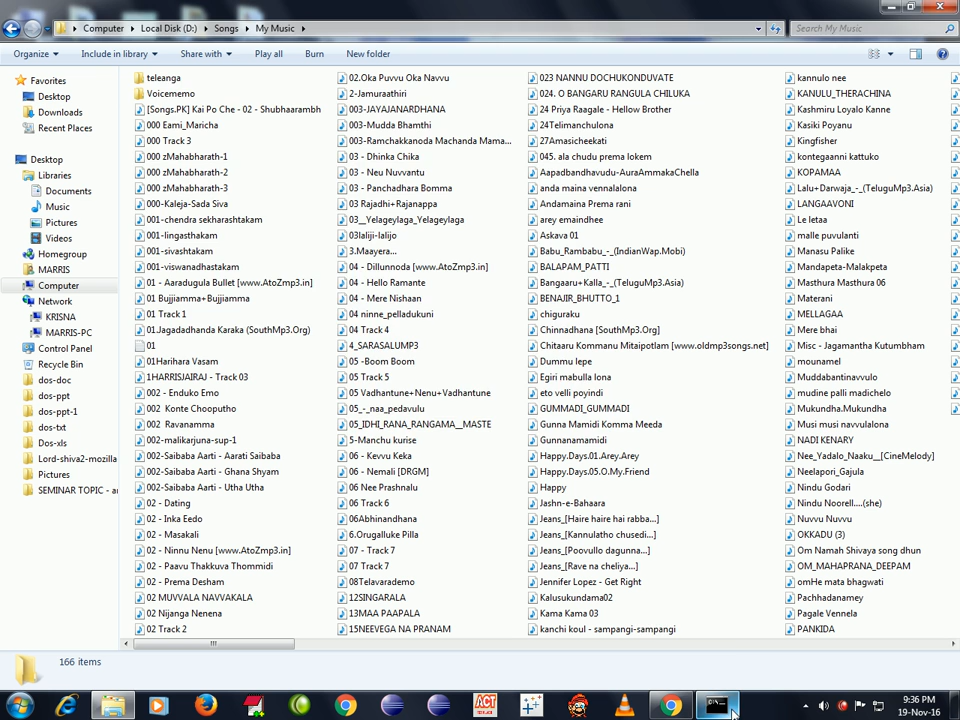 Computer ▸ Local Disk (D:) ▸ Songs ▸ My Music ▸
Search My Music
Organize
Include in library
Share with
Play all
Burn
New folder
Favorites
Desktop
Downloads
Recent Places
Desktop
Libraries
Documents
Music
Pictures
Videos
Homegroup
MARRIS
Computer
Network
KRISNA
MARRIS-PC
Control Panel
Recycle Bin
dos-doc
dos-ppt
dos-ppt-1
dos-txt
Dos-xls
Lord-shiva2-mozilla
Pictures
SEMINAR TOPIC - an
teleanga
Voicememo
[Songs.PK] Kai Po Che - 02 - Shubhaarambh
000 Eami_Maricha
000 Track 3
000 zMahabharath-1
000 zMahabharath-2
000 zMahabharath-3
000-Kaleja-Sada Siva
001-chendra sekharashtakam
001-lingasthakam
001-sivashtakam
001-viswanadhastakam
01 - Aaradugula Bullet [www.AtoZmp3.in]
01 Bujjiamma+Bujjiamma
01 Track 1
01.Jagadadhanda Karaka (SouthMp3.Org)
01
01Harihara Vasam
1HARRISJAIRAJ - Track 03
002 - Enduko Emo
002  Konte Chooputho
002  Ravanamma
002-malikarjuna-sup-1
002-Saibaba Aarti - Aarati Saibaba
002-Saibaba Aarti - Ghana Shyam
002-Saibaba Aarti - Utha Utha
02 - Dating
02 - Inka Eedo
02 - Masakali
02 - Ninnu Nenu [www.AtoZmp3.in]
02 - Paavu Thakkuva Thommidi
02 - Prema Desham
02 MUVVALA NAVVAKALA
02 Nijanga Nenena
02 Track 2
02.Oka Puvvu Oka Navvu
2-Jamuraathiri
003-JAYAJANARDHANA
003-Mudda Bhamthi
003-Ramchakkanoda Machanda Mama...
03 - Dhinka Chika
03 - Neu Nuvvantu
03 - Panchadhara Bomma
03 Rajadhi+Rajanappa
03__Yelageylaga_Yelageylaga
03laliji-lalijo
3.Maayera...
04 - Dillunnoda [www.AtoZmp3.in]
04 - Hello Ramante
04 - Mere Nishaan
04 ninne_pelladukuni
04 Track 4
4_SARASALUMP3
05 -Boom Boom
05 Track 5
05 Vadhantune+Nenu+Vadhantune
05_-_naa_pedavulu
05_IDHI_RANA_RANGAMA__MASTE
5-Manchu kurise
06 - Kevvu Keka
06 - Nemali [DRGM]
06 Nee Prashnalu
06 Track 6
06Abhinandhana
6.Orugalluke Pilla
07 - Track 7
07 Track 7
08Telavarademo
12SINGARALA
13MAA PAAPALA
15NEEVEGA NA PRANAM
023 NANNU DOCHUKONDUVATE
024. O BANGARU RANGULA CHILUKA
24 Priya Raagale - Hellow Brother
24Telimanchulona
27Amasicheekati
045. ala chudu prema lokem
Aapadbandhavudu-AuraAmmakaChella
anda maina vennalalona
Andamaina Prema rani
arey emaindhee
Askava 01
Babu_Rambabu_-_(IndianWap.Mobi)
BALAPAM_PATTI
Bangaaru+Kalla_-_(TeluguMp3.Asia)
BENAJIR_BHUTTO_1
chiguraku
Chinnadhana [SouthMp3.Org]
Chitaaru Kommanu Mitaipotlam [www.oldmp3songs.net]
Dummu lepe
Egiri mabulla lona
eto velli poyindi
GUMMADI_GUMMADI
Gunna Mamidi Komma Meeda
Gunnanamamidi
Happy.Days.01.Arey.Arey
Happy.Days.05.O.My.Friend
Happy
Jashn-e-Bahaara
Jeans_[Haire haire hai rabba...]
Jeans_[Kannulatho chusedi...]
Jeans_[Poovullo dagunna...]
Jeans_[Rave na cheliya...]
Jennifer Lopez - Get Right
Kalusukundama02
Kama Kama 03
kanchi koul - sampangi-sampangi
kannulo nee
KANULU_THERACHINA
Kashmiru Loyalo Kanne
Kasiki Poyanu
Kingfisher
kontegaanni kattuko
KOPAMAA
Lalu+Darwaja_-_(TeluguMp3.Asia)
LANGAAVONI
Le letaa
malle puvulanti
Manasu Palike
Mandapeta-Malakpeta
Masthura Masthura 06
Materani
MELLAGAA
Mere bhai
Misc - Jagamantha Kutumbham
mounamel
Muddabantinavvulo
mudine palli madichelo
Mukundha.Mukundha
Musi musi navvulalona
NADI KENARY
Nee_Yadalo_Naaku__[CineMelody]
Neelapori_Gajula
Nindu Godari
Nindu Noorell....(she)
Nuvvu Nuvvu
OKKADU (3)
Om Namah Shivaya song dhun
OM_MAHAPRANA_DEEPAM
omHe mata bhagwati
Pachhadanamey
Pagale Vennela
PANKIDA
166 items
ACT
9:36 PM
19-Nov-16